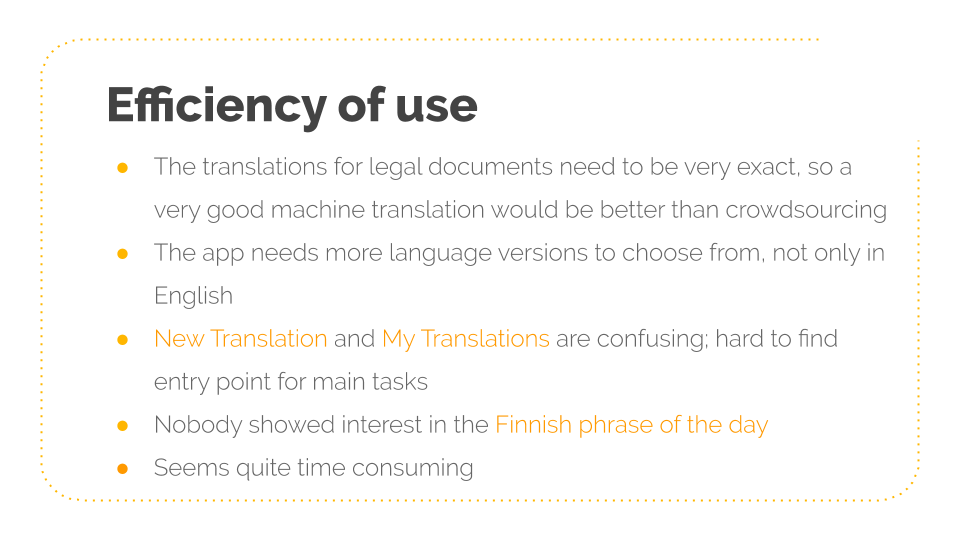 Efficiency of use
● The translations for legal documents need to be very exact, so a
very good machine translation would be better than crowdsourcing
● The app needs more language versions to choose from, not only in
English
● New Translation and My Translations are confusing; hard to find
entry point for main tasks
● Nobody showed interest in the Finnish phrase of the day
● Seems quite time consuming